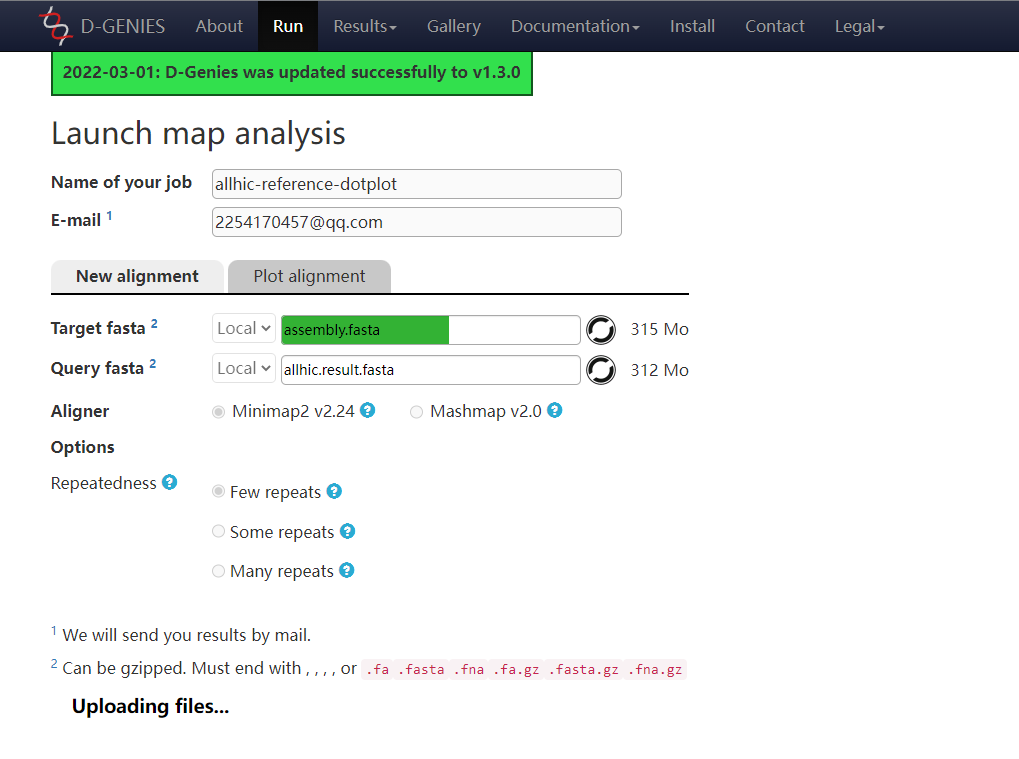 D-GENIES About Run Results Gallery Documentation Install Contact Legal
2022-03-01: D-Genies was updated successfully to v1.3.0
Launch map analysis
Name of your job allhic-reference-dotplot
E-mail 1 2254170457@qq.com
New alignment Plot alignment
Target fasta 2 Local assembly.fasta 315 Mo
Query fasta 2 Local allhic.result.fasta 312 Mo
Aligner Minimap2 v2.24 ? Mashmap v2.0 ?
Options
Repeatedness ? Few repeats ?
Some repeats ?
Many repeats ?
1 We will send you results by mail.
2 Can be gzipped. Must end with , , , , or .fa .fasta .fna .fa.gz .fasta.gz .fna.gz
Uploading files...